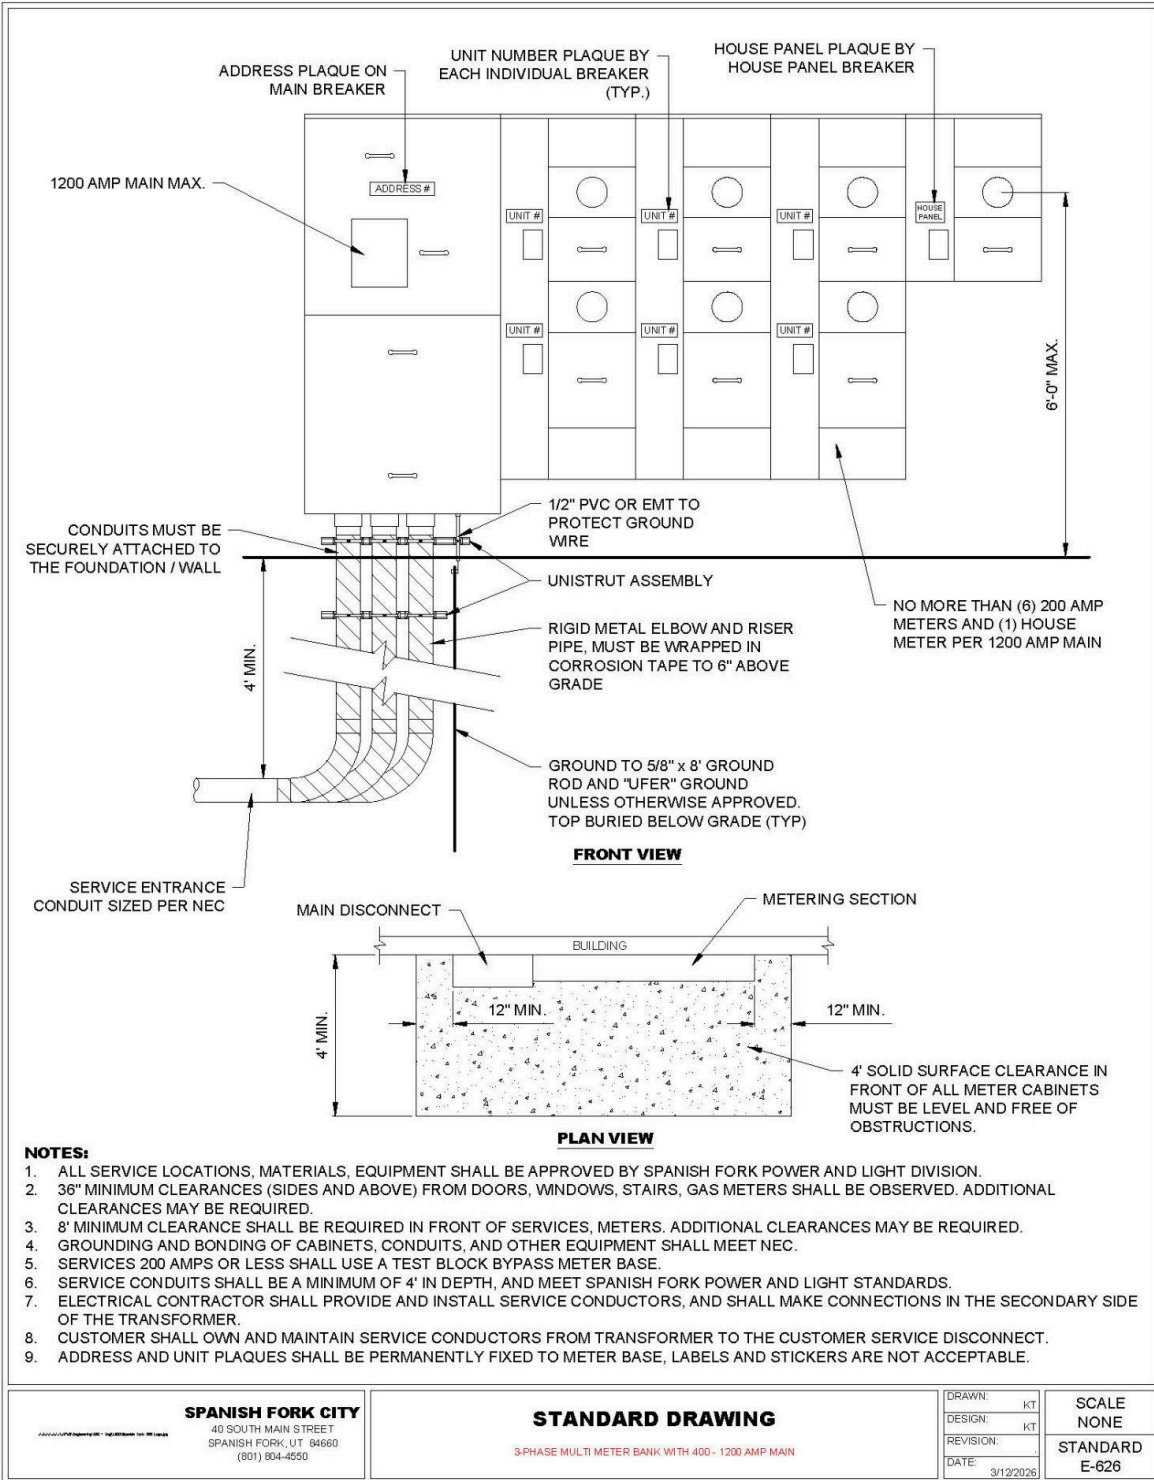 ADDRESS PLAQUE ON
MAIN BREAKER
UNIT NUMBER PLAQUE BY
EACH INDIVIDUAL BREAKER
(TYP.)
HOUSE PANEL PLAQUE BY
HOUSE PANEL BREAKER
1200 AMP MAIN MAX.
ADDRESS #
UNIT #
UNIT #
UNIT #
HOUSE
PANEL
UNIT #
UNIT #
UNIT #
6'-0" MAX.
CONDUITS MUST BE
SECURELY ATTACHED TO
THE FOUNDATION / WALL
1/2" PVC OR EMT TO
PROTECT GROUND
WIRE
UNISTRUT ASSEMBLY
NO MORE THAN (6) 200 AMP
METERS AND (1) HOUSE
METER PER 1200 AMP MAIN
RIGID METAL ELBOW AND RISER
PIPE, MUST BE WRAPPED IN
CORROSION TAPE TO 6" ABOVE
GRADE
4' MIN.
GROUND TO 5/8" x 8' GROUND
ROD AND "UFER" GROUND
UNLESS OTHERWISE APPROVED.
TOP BURIED BELOW GRADE (TYP)
FRONT VIEW
SERVICE ENTRANCE
CONDUIT SIZED PER NEC
MAIN DISCONNECT
METERING SECTION
BUILDING
4' MIN.
12" MIN.
12" MIN.
4' SOLID SURFACE CLEARANCE IN
FRONT OF ALL METER CABINETS
MUST BE LEVEL AND FREE OF
OBSTRUCTIONS.
PLAN VIEW
NOTES:
1. ALL SERVICE LOCATIONS, MATERIALS, EQUIPMENT SHALL BE APPROVED BY SPANISH FORK POWER AND LIGHT DIVISION.
2. 36" MINIMUM CLEARANCES (SIDES AND ABOVE) FROM DOORS, WINDOWS, STAIRS, GAS METERS SHALL BE OBSERVED. ADDITIONAL
CLEARANCES MAY BE REQUIRED.
3. 8' MINIMUM CLEARANCE SHALL BE REQUIRED IN FRONT OF SERVICES, METERS. ADDITIONAL CLEARANCES MAY BE REQUIRED.
4. GROUNDING AND BONDING OF CABINETS, CONDUITS, AND OTHER EQUIPMENT SHALL MEET NEC.
5. SERVICES 200 AMPS OR LESS SHALL USE A TEST BLOCK BYPASS METER BASE.
6. SERVICE CONDUITS SHALL BE A MINIMUM OF 4' IN DEPTH, AND MEET SPANISH FORK POWER AND LIGHT STANDARDS.
7. ELECTRICAL CONTRACTOR SHALL PROVIDE AND INSTALL SERVICE CONDUCTORS, AND SHALL MAKE CONNECTIONS IN THE SECONDARY SIDE
OF THE TRANSFORMER.
8. CUSTOMER SHALL OWN AND MAINTAIN SERVICE CONDUCTORS FROM TRANSFORMER TO THE CUSTOMER SERVICE DISCONNECT.
9. ADDRESS AND UNIT PLAQUES SHALL BE PERMANENTLY FIXED TO METER BASE, LABELS AND STICKERS ARE NOT ACCEPTABLE.
SPANISH FORK CITY
40 SOUTH MAIN STREET
SPANISH FORK, UT 84660
(801) 804-4550
STANDARD DRAWING
3-PHASE MULTI METER BANK WITH 400 - 1200 AMP MAIN
DRAWN: KT
DESIGN: KT
REVISION: .
DATE: 3/12/2026
SCALE
NONE
STANDARD
E-626